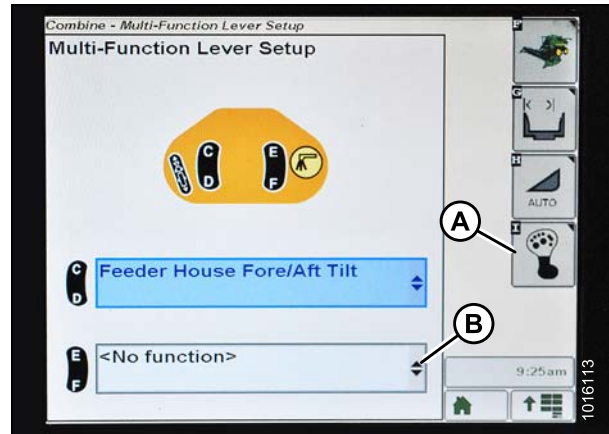 Combine - Multi-Function Lever Setup
Multi-Function Lever Setup
C
D
E
F
C
D
Feeder House Fore/Aft Tilt
E
F
<No function>
F
G
H
AUTO
I
A
B
9:25am
1016113